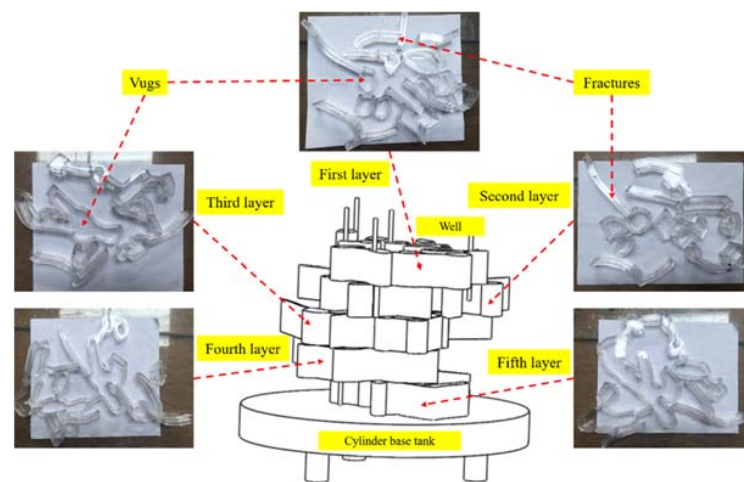 Vugs
Fractures
First layer
Third layer
Second layer
Well
Fourth layer
Fifth layer
Cylinder base tank